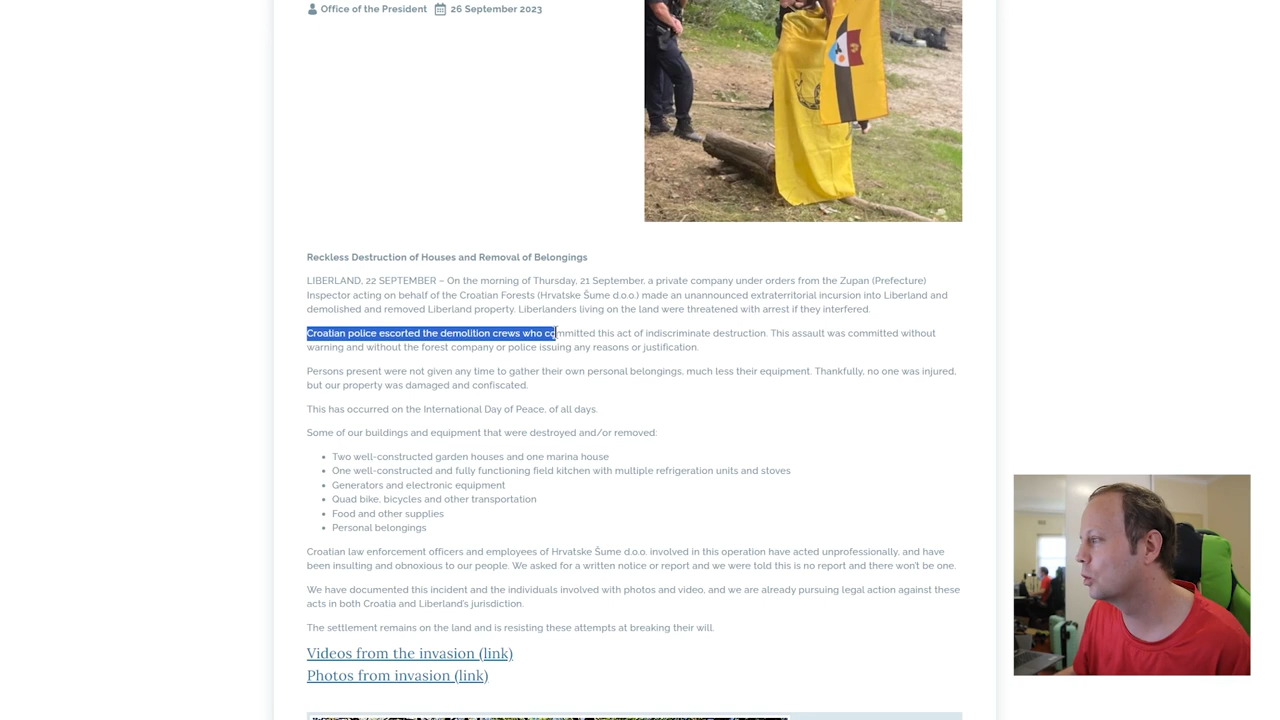 Office of the President 26 September 2023
Reckless Destruction of Houses and Removal of Belongings
LIBERLAND, 22 SEPTEMBER – On the morning of Thursday, 21 September, a private company under orders from the Zupan (Prefecture)
Inspector acting on behalf of the Croatian Forests (Hrvatske Šume d.o.o.) made an unannounced extraterritorial incursion into Liberland and
demolished and removed Liberland property. Liberlanders living on the land were threatened with arrest if they interfered.
Croatian police escorted the demolition crews who committed this act of indiscriminate destruction. This assault was committed without
warning and without the forest company or police issuing any reasons or justification.
Persons present were not given any time to gather their own personal belongings, much less their equipment. Thankfully, no one was injured,
but our property was damaged and confiscated.
This has occurred on the International Day of Peace, of all days.
Some of our buildings and equipment that were destroyed and/or removed:
• Two well-constructed garden houses and one marina house
• One well-constructed and fully functioning field kitchen with multiple refrigeration units and stoves
• Generators and electronic equipment
• Quad bike, bicycles and other transportation
• Food and other supplies
• Personal belongings
Croatian law enforcement officers and employees of Hrvatske Šume d.o.o. involved in this operation have acted unprofessionally, and have
been insulting and obnoxious to our people. We asked for a written notice or report and we were told this is no report and there won't be one.
We have documented this incident and the individuals involved with photos and video, and we are already pursuing legal action against these
acts in both Croatia and Liberland's jurisdiction.
The settlement remains on the land and is resisting these attempts at breaking their will.
Videos from the invasion (link)
Photos from invasion (link)